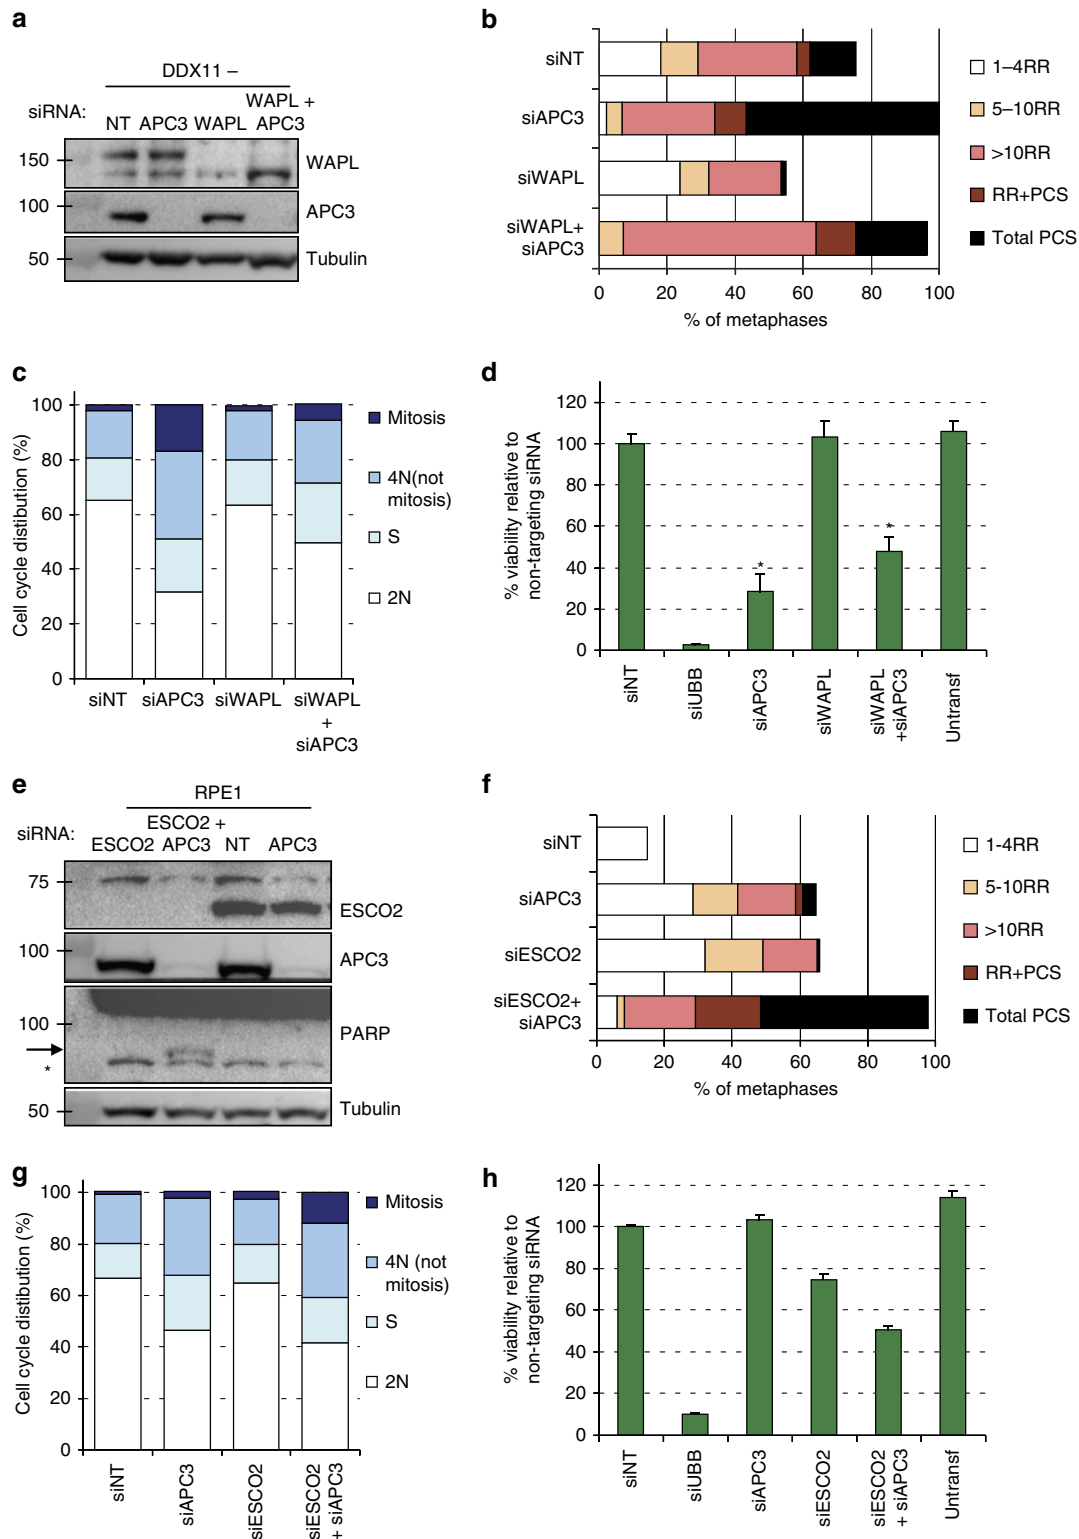 a
DDX11 –
siRNA:
WAPL +
NT APC3 WAPL APC3
150
WAPL
100
APC3
50
Tubulin
b
siNT
siAPC3
siWAPL
siWAPL+
siAPC3
0 20 40 60 80 100
% of metaphases
1–4RR
5–10RR
>10RR
RR+PCS
Total PCS
c
Cell cycle distibution (%)
100
80
60
40
20
0
siNT siAPC3 siWAPL siWAPL
+
siAPC3
Mitosis
4N(not
mitosis)
S
2N
d
% viability relative to
non-targeting siRNA
120
100
80
60
40
20
0
*
*
siNT
siUBB
siAPC3
siWAPL
siWAPL
+siAPC3
Untransf
e
RPE1
siRNA:
ESCO2 +
ESCO2 APC3 NT APC3
75
ESCO2
100
APC3
100
PARP
*
50
Tubulin
f
siNT
siAPC3
siESCO2
siESCO2+
siAPC3
0 20 40 60 80 100
% of metaphases
1-4RR
5-10RR
>10RR
RR+PCS
Total PCS
g
Cell cycle distibution (%)
100
80
60
40
20
0
siNT
siAPC3
siESCO2
siESCO2
+ siAPC3
Mitosis
4N (not
mitosis)
S
2N
h
% viability relative to
non-targeting siRNA
120
100
80
60
40
20
0
siNT
siUBB
siAPC3
siESCO2
siESCO2
+ siAPC3
Untransf